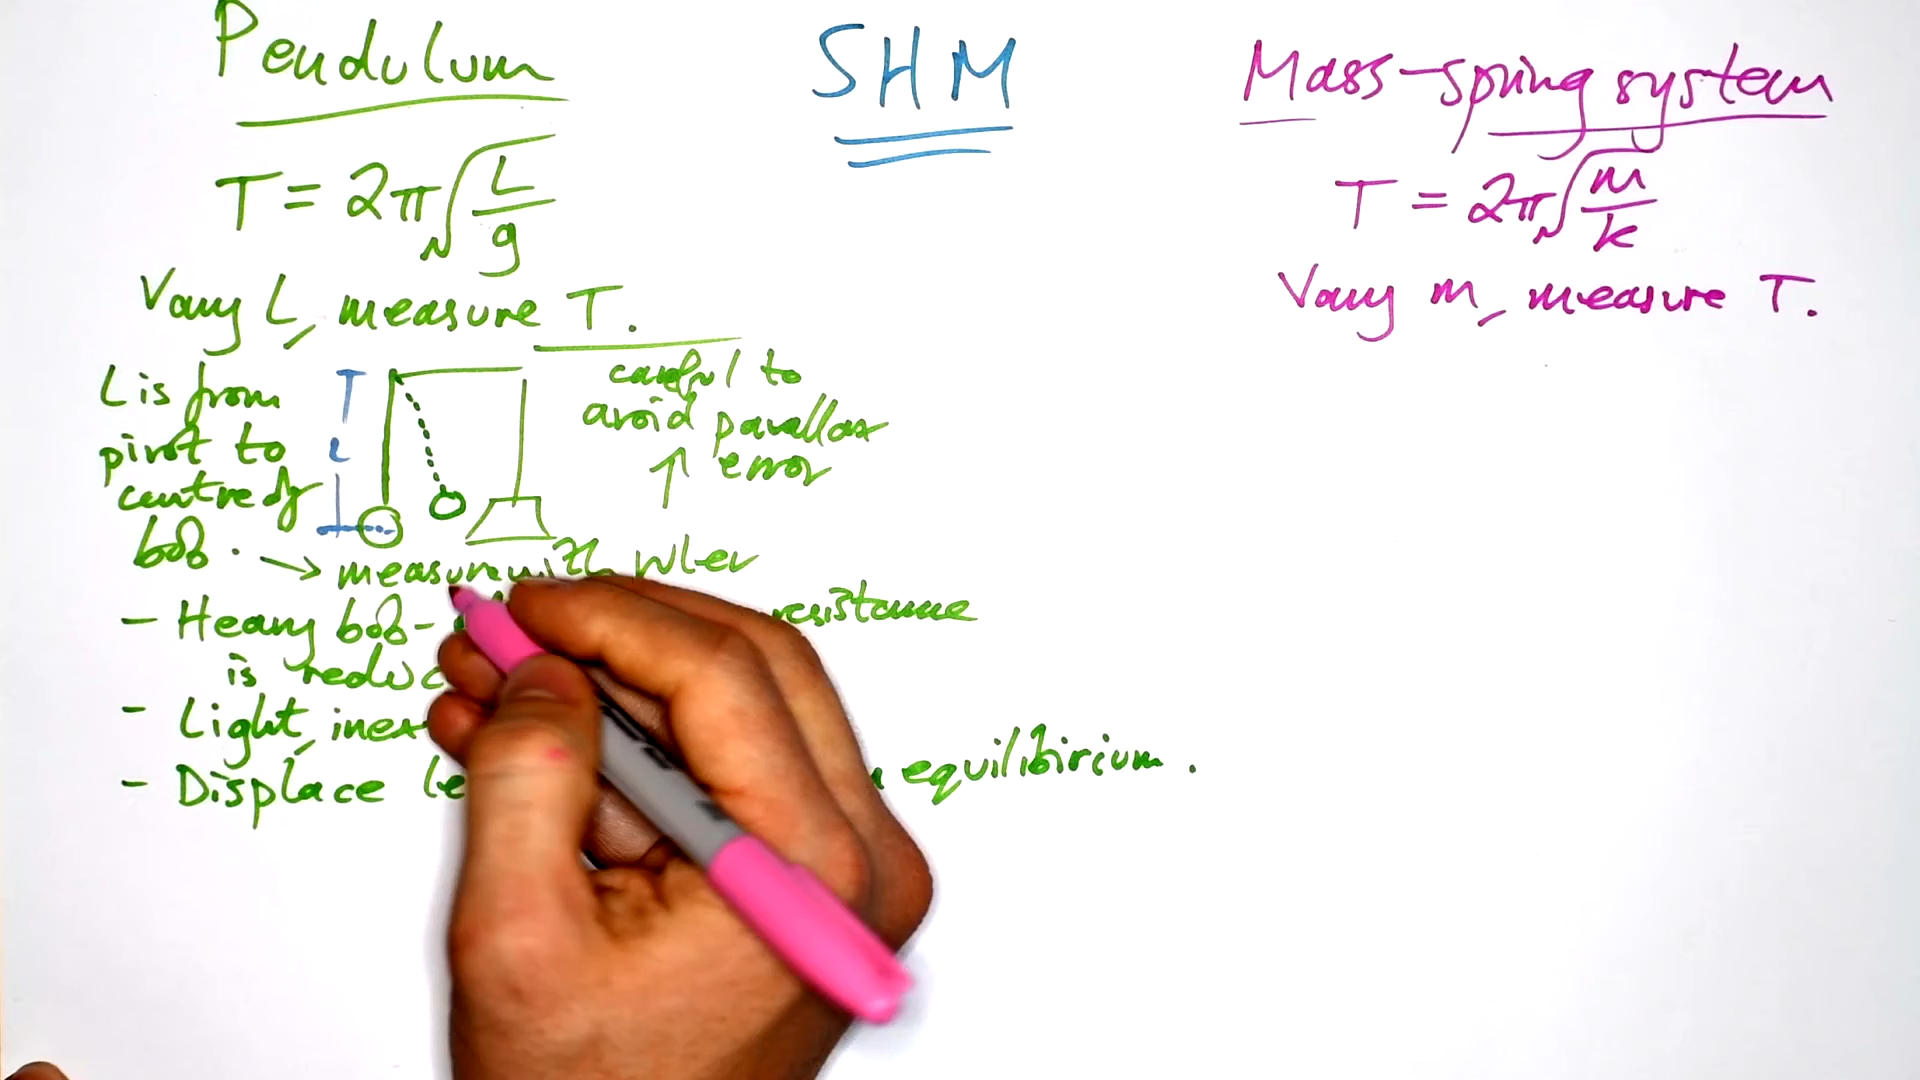 Pendulum
SHM
Mass-spring system
T = 2π√(L/g)
T = 2π√(m/k)
Vary L, measure T.
Vary m, measure T.
L is from
pivot to
centre of
bob.
L
careful to
avoid parallax
↑ error
→ measure with ruler
- Heavy bob - resistance
is
- Light,
- Displace equilibirium.